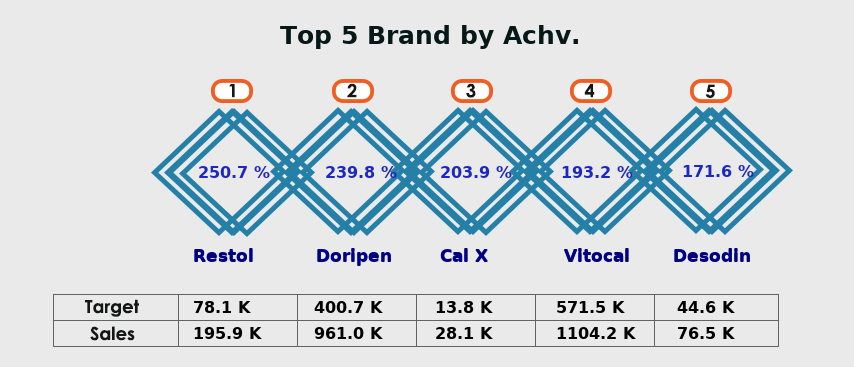 Top 5 Brand by Achv.
1 2 3 4 5
250.7 % 239.8 % 203.9 % 193.2 % 171.6 %
Restol Doripen Cal X Vitocal Desodin
Target 78.1 K 400.7 K 13.8 K 571.5 K 44.6 K
Sales 195.9 K 961.0 K 28.1 K 1104.2 K 76.5 K